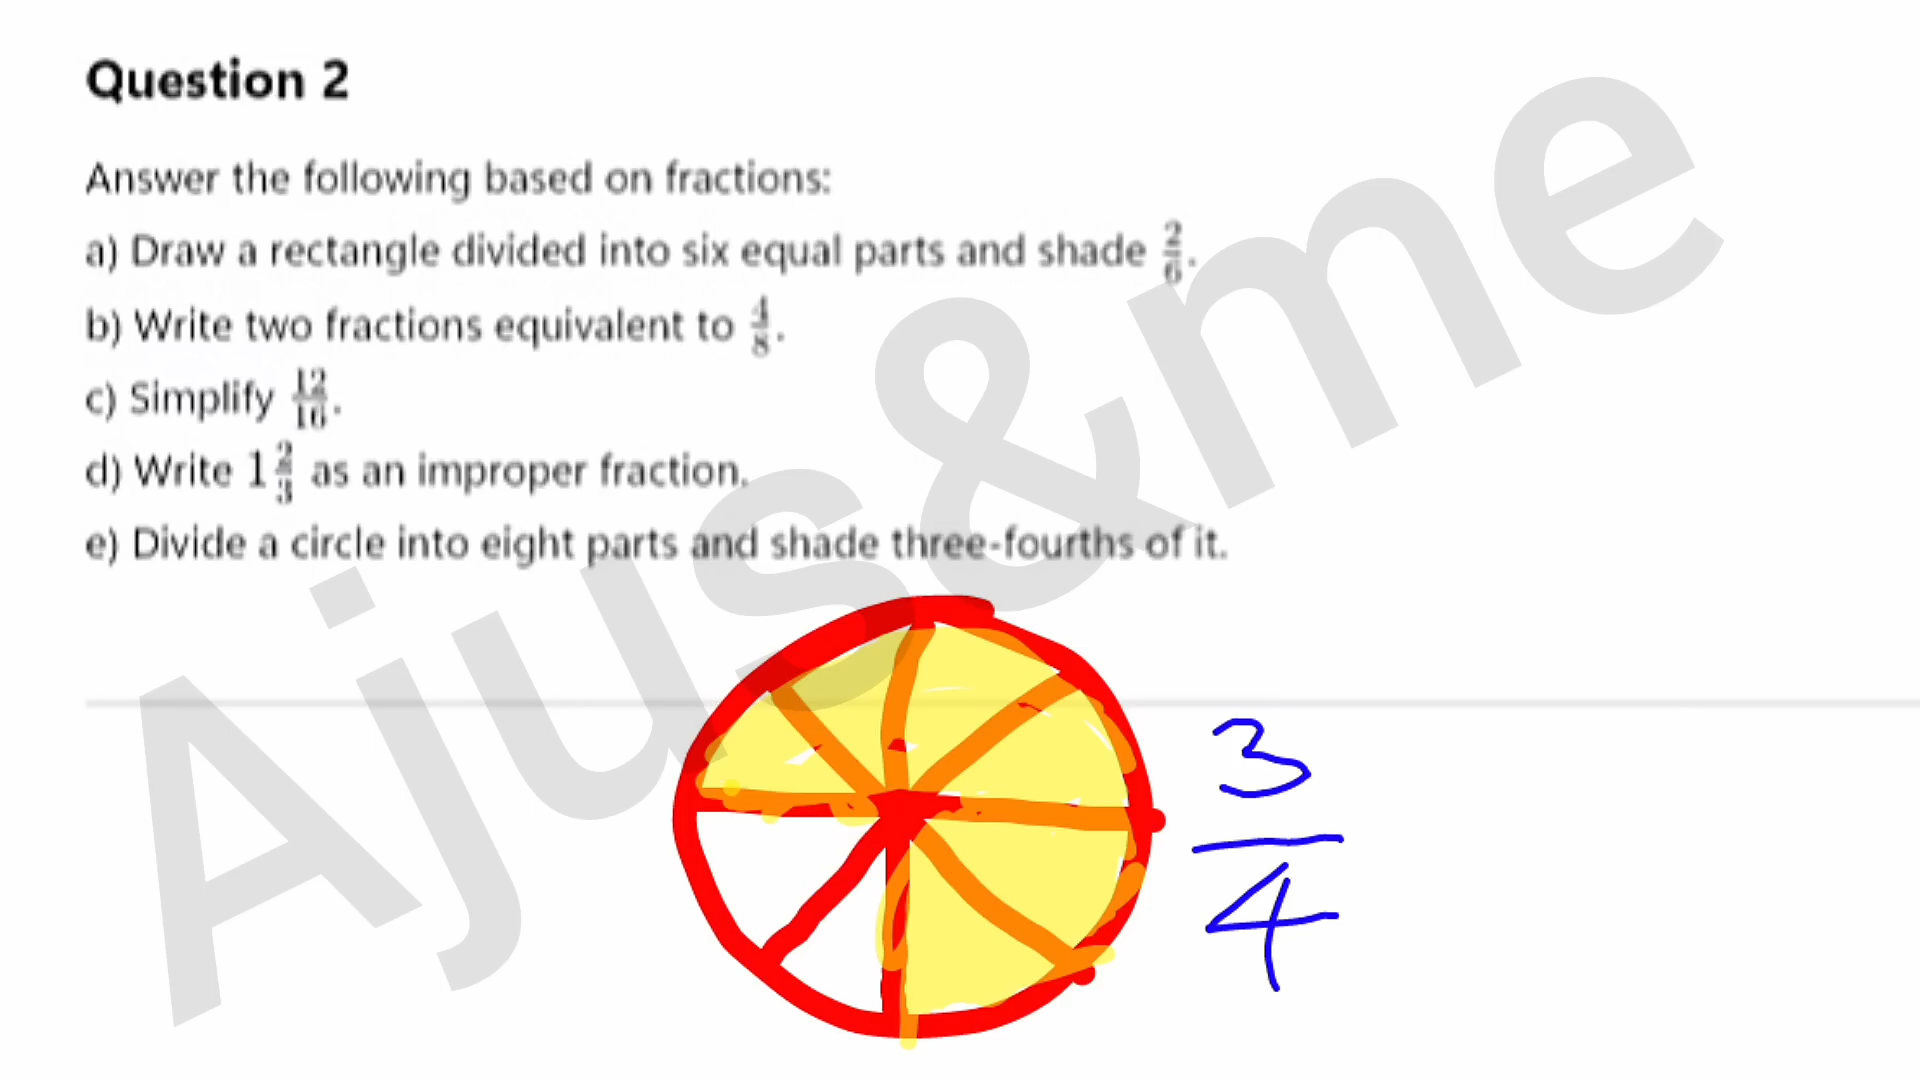 Question 2
Answer the following based on fractions:
a) Draw a rectangle divided into six equal parts and shade 2/6.
b) Write two fractions equivalent to
c) Simplify 12/16.
d) Write 1 2/3 as an improper fraction.
e) Divide a circle into eight parts and shade three-fourths of it.
3/4
Ajus&me